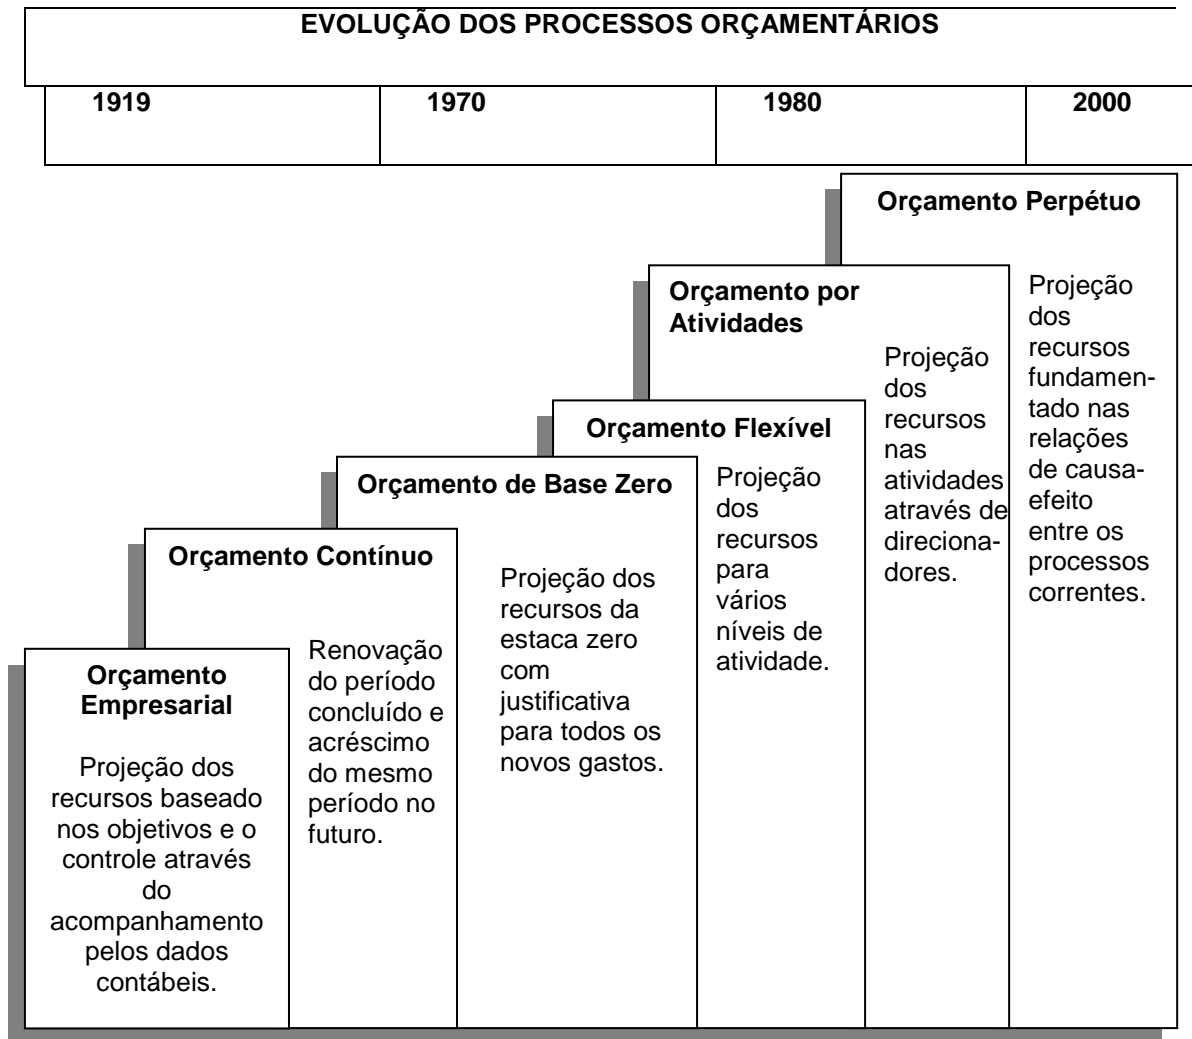 EVOLUÇÃO DOS PROCESSOS ORÇAMENTÁRIOS
1919
1970
1980
2000
Orçamento Perpétuo
Projeção
dos
recursos
fundamen-
tado nas
relações
de causa-
efeito
entre os
processos
correntes.
Orçamento por
Atividades
Projeção
dos
recursos
nas
atividades
através de
direciona-
dores.
Orçamento Flexível
Projeção
dos
recursos
para
vários
níveis de
atividade.
Orçamento de Base Zero
Projeção dos
recursos da
estaca zero
com
justificativa
para todos os
novos gastos.
Orçamento Contínuo
Renovação
do período
concluído e
acréscimo
do mesmo
período no
futuro.
Orçamento
Empresarial
Projeção dos
recursos baseado
nos objetivos e o
controle através
do
acompanhamento
pelos dados
contábeis.